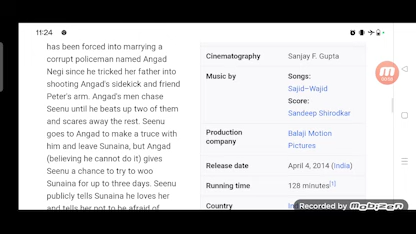 11:24
has been forced into marrying a
corrupt policeman named Angad
Negi since he tricked her father into
shooting Angad's sidekick and friend
Peter's arm. Angad's men chase
Seenu until he beats up two of them
and scares away the rest. Seenu
goes to Angad to make a truce with
him and leave Sunaina, but Angad
(believing he cannot do it) gives
Seenu a chance to try to woo
Sunaina for up to three days. Seenu
publicly tells Sunaina he loves her
and tells her not to be afraid of
Cinematography Sanjay F. Gupta
Music by Songs:
Sajid–Wajid
Score:
Sandeep Shirodkar
Production company Balaji Motion
Pictures
Release date April 4, 2014 (India)
Running time 128 minutes[1]
Country
Recorded by Mobizen